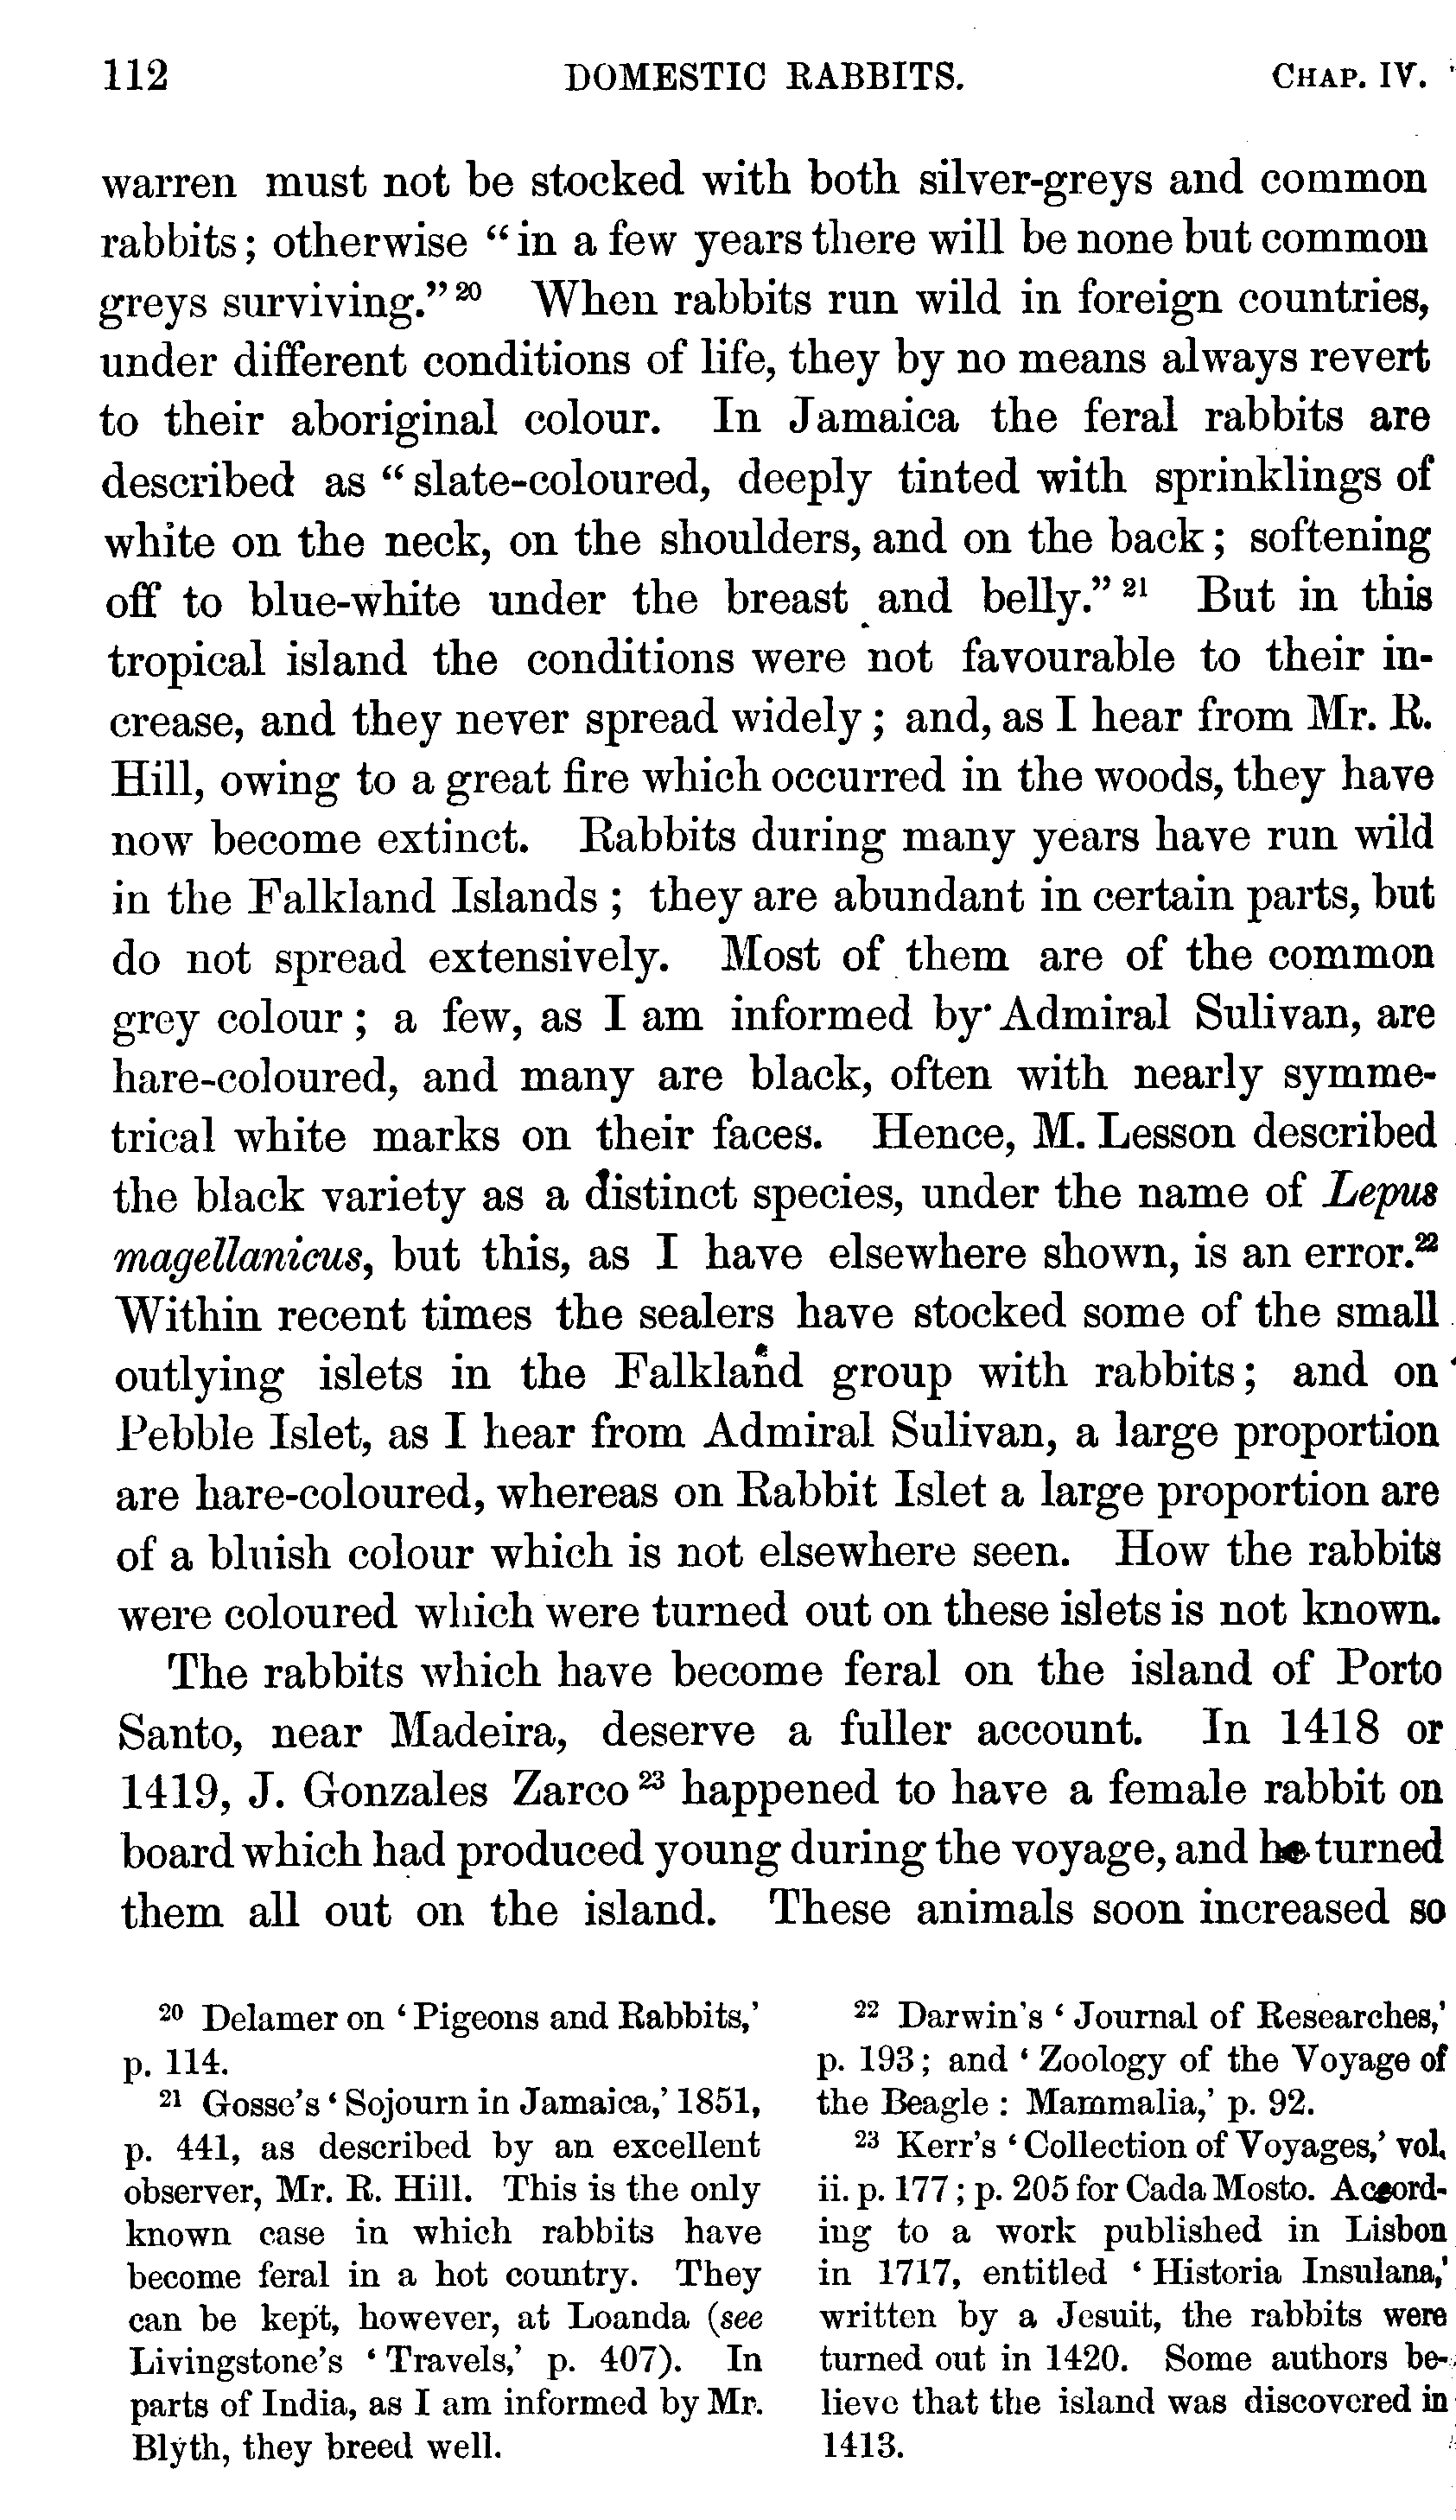 112 DOMESTIC RABBITS. CHAP. IV.
warren must not be stocked with both silver-greys and common
rabbits; otherwise “in a few years there will be none but common
greys surviving.” 20 When rabbits run wild in foreign countries,
under different conditions of life, they by no means always revert
to their aboriginal colour. In Jamaica the feral rabbits are
described as “slate-coloured, deeply tinted with sprinklings of
white on the neck, on the shoulders, and on the back; softening
off to blue-white under the breast and belly.” 21 But in this
tropical island the conditions were not favourable to their in-
crease, and they never spread widely; and, as I hear from Mr. R.
Hill, owing to a great fire which occurred in the woods, they have
now become extinct. Rabbits during many years have run wild
in the Falkland Islands; they are abundant in certain parts, but
do not spread extensively. Most of them are of the common
grey colour; a few, as I am informed by Admiral Sulivan, are
hare-coloured, and many are black, often with nearly symme-
trical white marks on their faces. Hence, M. Lesson described
the black variety as a distinct species, under the name of Lepus
magellanicus, but this, as I have elsewhere shown, is an error.22
Within recent times the sealers have stocked some of the small
outlying islets in the Falkland group with rabbits; and on
Pebble Islet, as I hear from Admiral Sulivan, a large proportion
are hare-coloured, whereas on Rabbit Islet a large proportion are
of a bluish colour which is not elsewhere seen. How the rabbits
were coloured which were turned out on these islets is not known.
The rabbits which have become feral on the island of Porto
Santo, near Madeira, deserve a fuller account. In 1418 or
1419, J. Gonzales Zarco 23 happened to have a female rabbit on
board which had produced young during the voyage, and he turned
them all out on the island. These animals soon increased so
20 Delamer on ‘Pigeons and Rabbits,’
p. 114.
21 Gosse’s ‘Sojourn in Jamaica,’ 1851,
p. 441, as described by an excellent
observer, Mr. R. Hill. This is the only
known case in which rabbits have
become feral in a hot country. They
can be kept, however, at Loanda (see
Livingstone’s ‘Travels,’ p. 407). In
parts of India, as I am informed by Mr.
Blyth, they breed well.
22 Darwin’s ‘Journal of Researches,’
p. 193; and ‘Zoology of the Voyage of
the Beagle: Mammalia,’ p. 92.
23 Kerr’s ‘Collection of Voyages,’ vol.
ii. p. 177; p. 205 for Cada Mosto. Accord-
ing to a work published in Lisbon
in 1717, entitled ‘Historia Insulana,’
written by a Jesuit, the rabbits were
turned out in 1420. Some authors be-
lieve that the island was discovered in
1413.